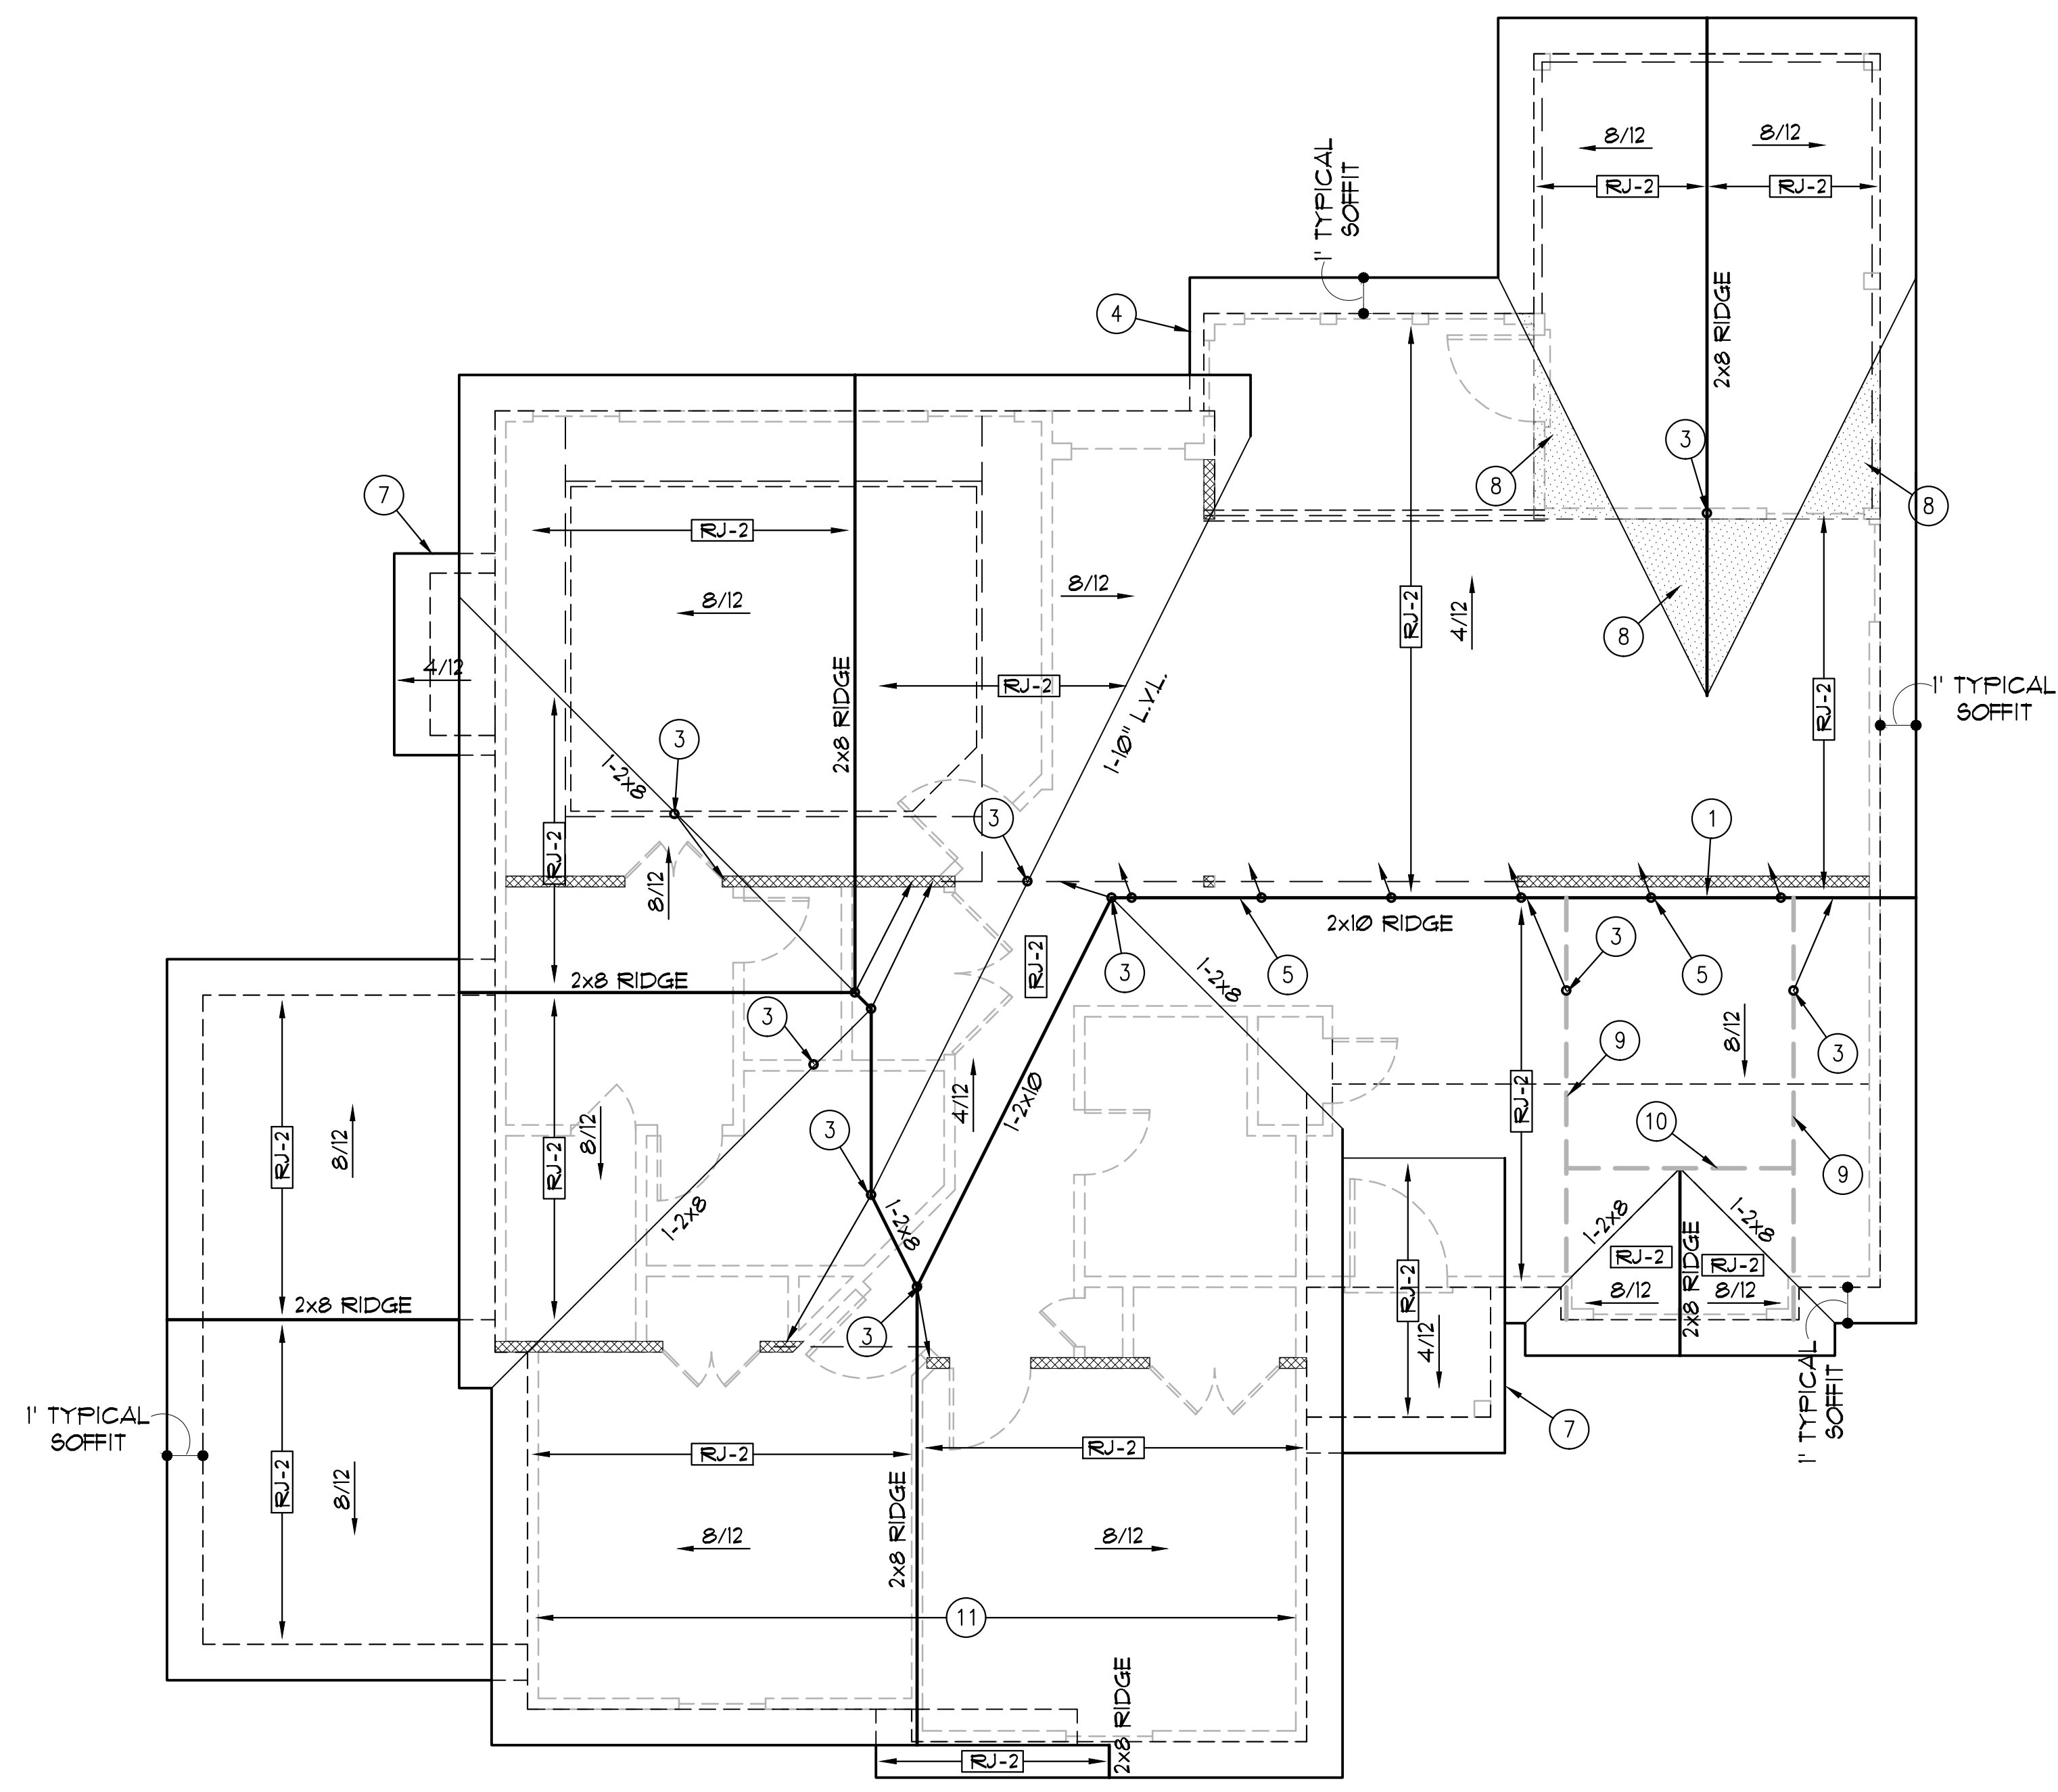 8/12
8/12
RJ-2
RJ-2
1' TYPICAL
SOFFIT
2x8 RIDGE
4
3
7
8
8
RJ-2
8/12
8/12
RJ-2
4/12
8
4/12
RJ-2
2x8 RIDGE
1-10" L.V.L.
RJ-2
1' TYPICAL
SOFFIT
3
1-2x8
3
1
RJ-2
8/12
2x10 RIDGE
3
5
5
3
RJ-2
1-2x8
2x8 RIDGE
3
9
8/12
3
RJ-2
4/12
1-2x10
10
9
3
RJ-2
8/12
RJ-2
8/12
1-2x8
1-2x8
1-2x8
1-2x8
2x8 RIDGE
RJ-2
RJ-2
8/12
8/12
2x8 RIDGE
3
RJ-2
4/12
7
1' TYPICAL
SOFFIT
1' TYPICAL
SOFFIT
RJ-2
8/12
RJ-2
RJ-2
2x8 RIDGE
8/12
8/12
11
2x8 RIDGE
RJ-2